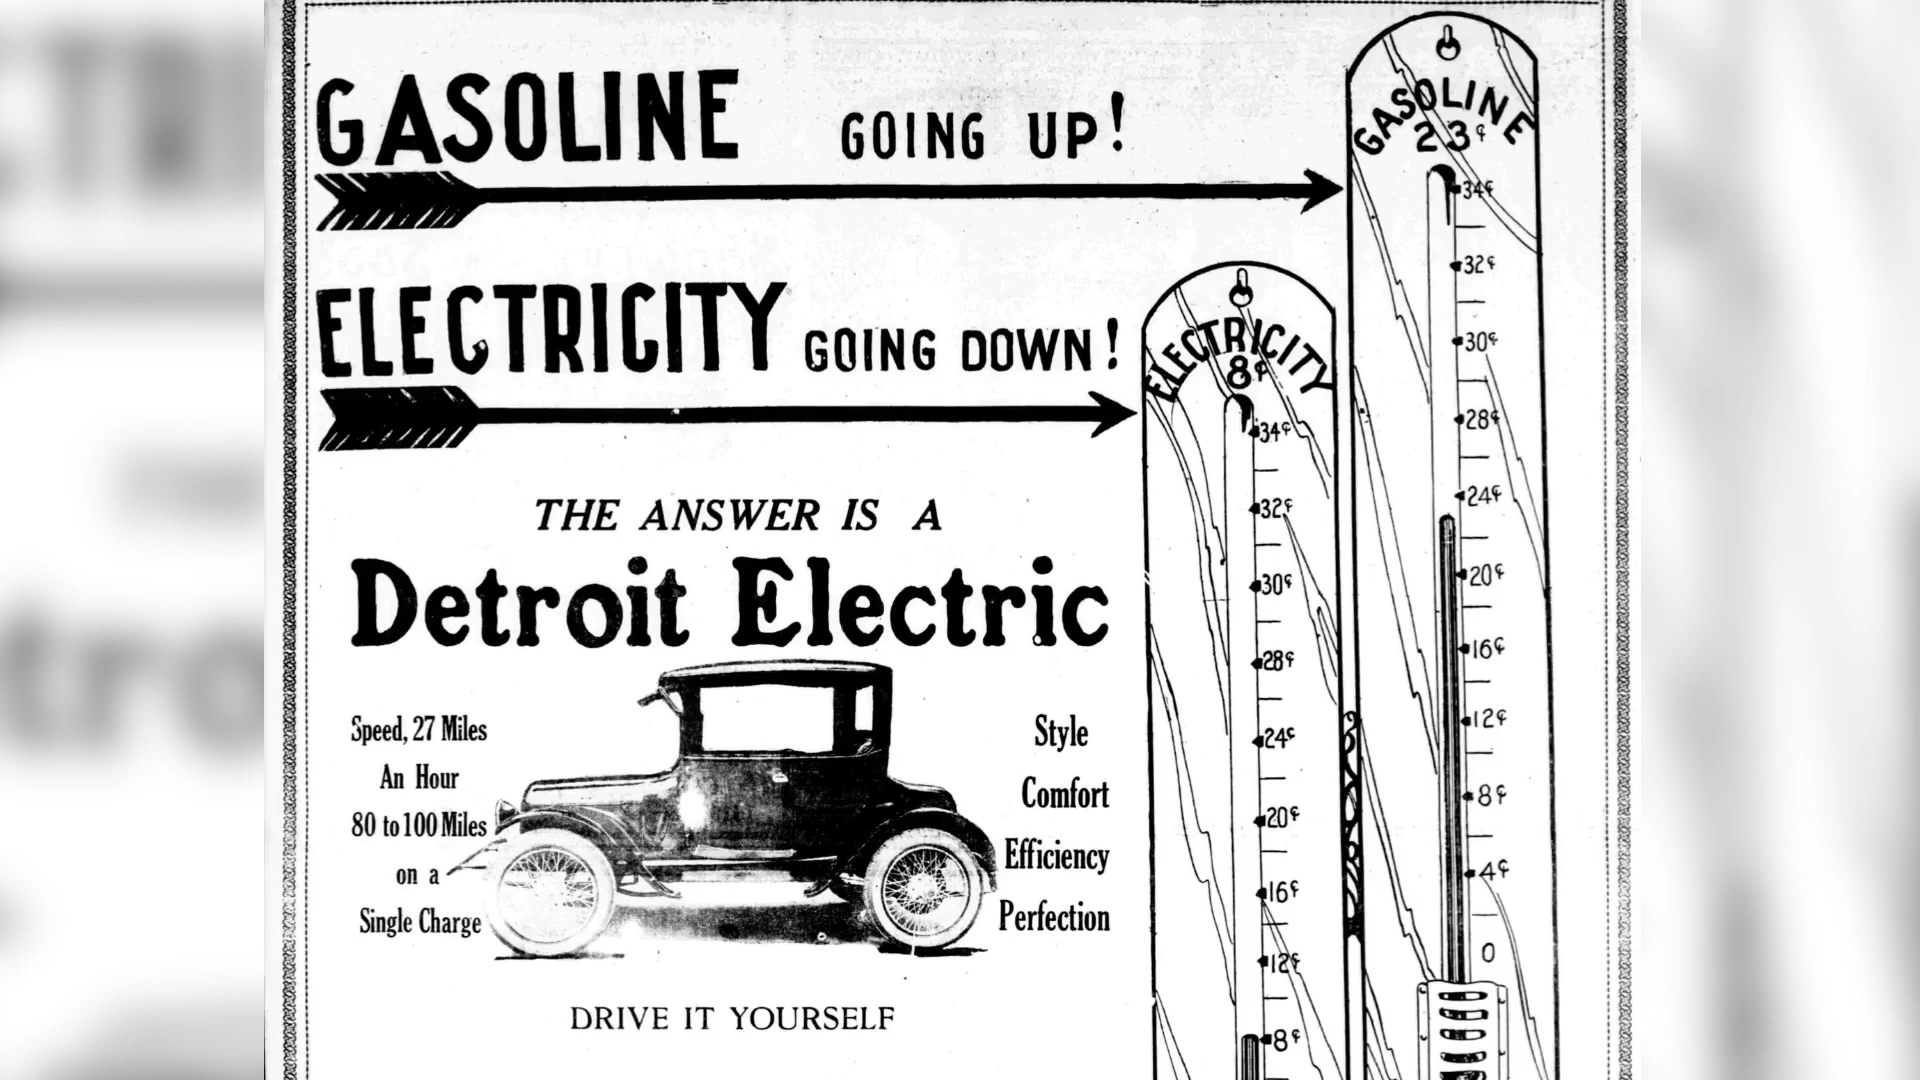 GASOLINE GOING UP!
ELECTRICITY GOING DOWN!
THE ANSWER IS A
Detroit Electric
Speed, 27 Miles
An Hour
80 to 100 Miles
on a
Single Charge
Style
Comfort
Efficiency
Perfection
DRIVE IT YOURSELF
ELECTRICITY
8¢
34¢
32¢
30¢
28¢
24¢
20¢
16¢
12¢
8¢
GASOLINE
23¢
34¢
32¢
30¢
28¢
24¢
20¢
16¢
12¢
8¢
4¢
0